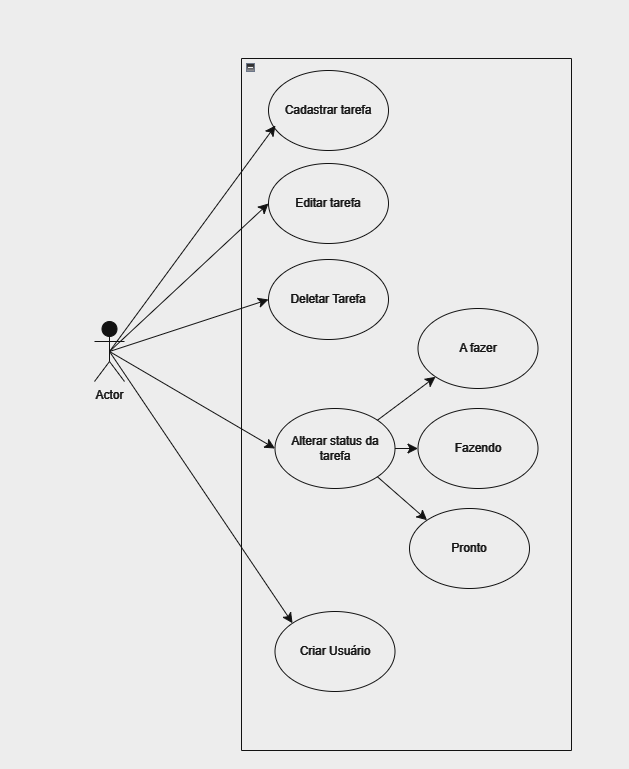 Cadastrar tarefa
Editar tarefa
Deletar Tarefa
A fazer
Actor
Alterar status da
tarefa
Fazendo
Pronto
Criar Usuário